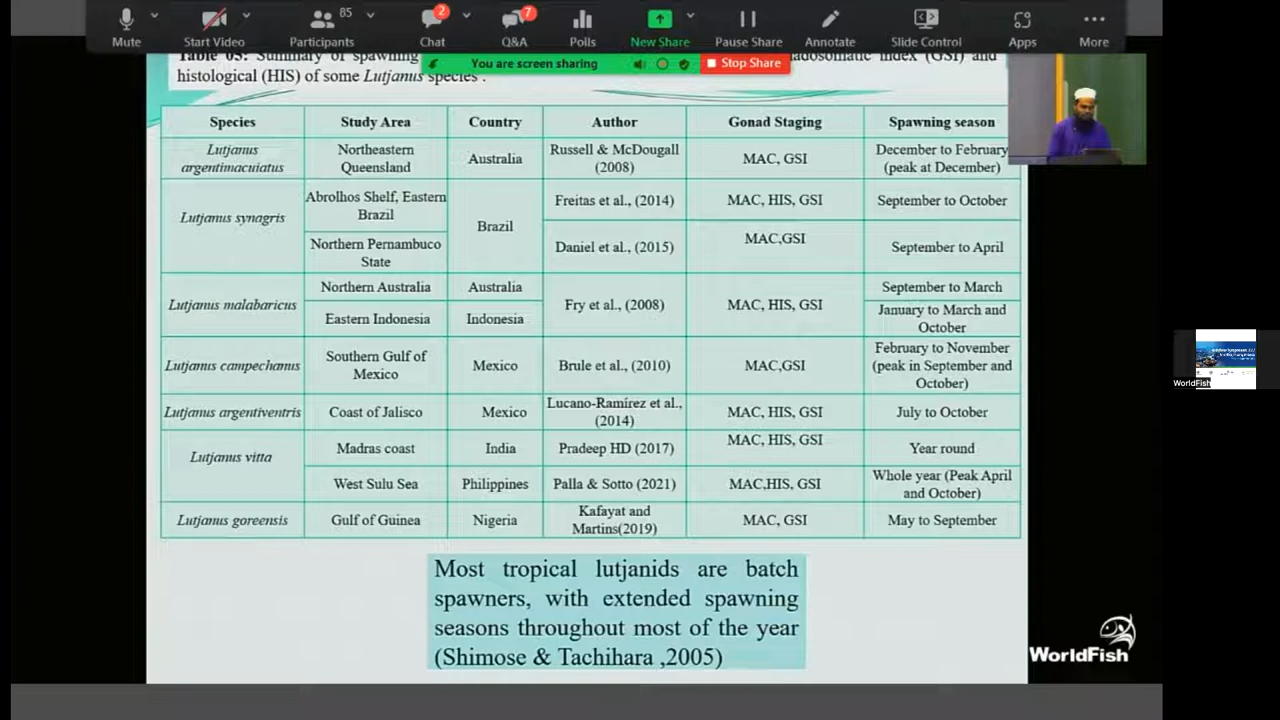 85
2
7
Mute
Start Video
Participants
Chat
Q&A
Polls
New Share
Pause Share
Annotate
Slide Control
Apps
More
You are screen sharing
Stop Share
Table 05: Summary of spawning adosomatic index (GSI) and
histological (HIS) of some Lutjanus species .
Species Study Area Country Author Gonad Staging Spawning season
Lutjanus argentimaculatus
Northeastern Queensland
Australia
Russell & McDougall (2008)
MAC, GSI
December to February (peak at December)
Lutjanus synagris
Abrolhos Shelf, Eastern Brazil
Brazil
Freitas et al., (2014)
MAC, HIS, GSI
September to October
Northern Pernambuco State
Daniel et al., (2015)
MAC,GSI
September to April
Lutjanus malabaricus
Northern Australia
Australia
Fry et al., (2008)
MAC, HIS, GSI
September to March
Eastern Indonesia
Indonesia
January to March and October
Lutjanus campechanus
Southern Gulf of Mexico
Mexico
Brule et al., (2010)
MAC,GSI
February to November (peak in September and October)
Lutjanus argentiventris
Coast of Jalisco
Mexico
Lucano-Ramírez et al., (2014)
MAC, HIS, GSI
July to October
Lutjanus vitta
Madras coast
India
Pradeep HD (2017)
MAC, HIS, GSI
Year round
West Sulu Sea
Philippines
Palla & Sotto (2021)
MAC,HIS, GSI
Whole year (Peak April and October)
Lutjanus goreensis
Gulf of Guinea
Nigeria
Kafayat and Martins(2019)
MAC, GSI
May to September
Most tropical lutjanids are batch
spawners, with extended spawning
seasons throughout most of the year
(Shimose & Tachihara ,2005)
WorldFish
WorldFish